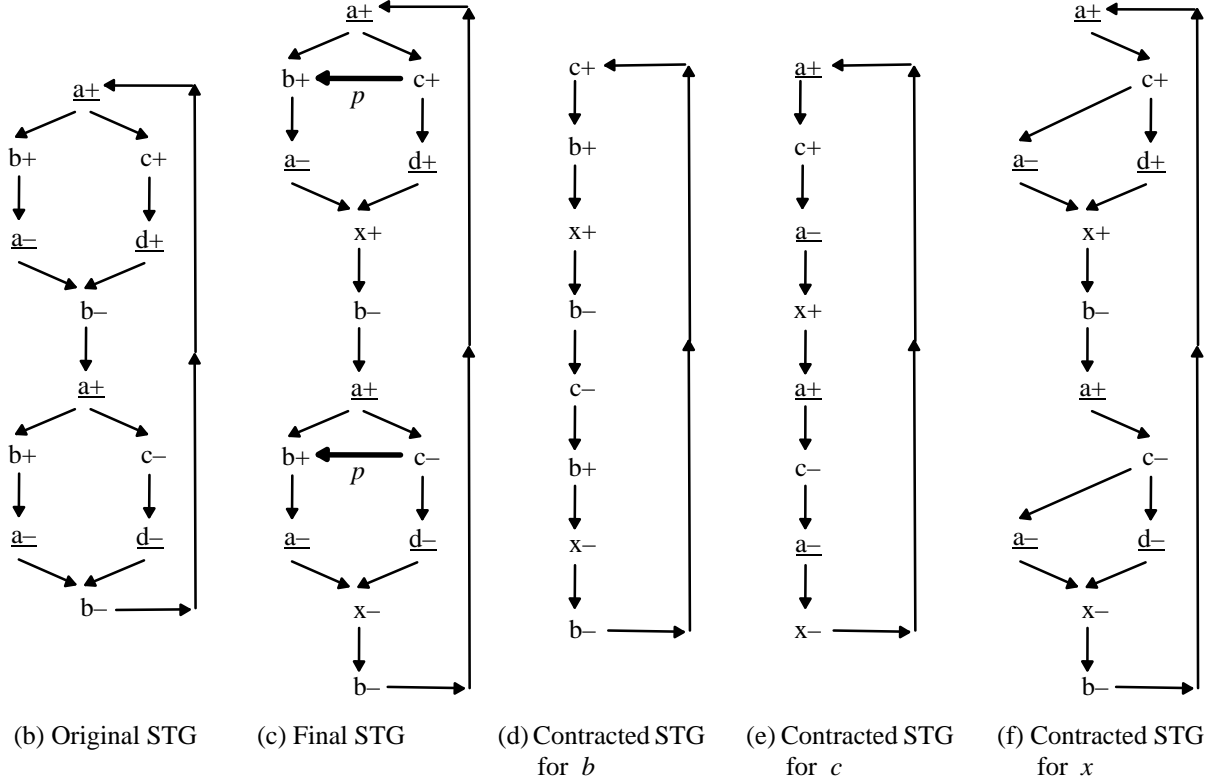 a+
b+ c+
a– d+
b–
a+
b+ c–
a– d–
b–
(b) Original STG
a+
b+ c+
p
a– d+
x+
b–
a+
b+ c–
p
a– d–
x–
b–
(c) Final STG
c+
b+
x+
b–
c–
b+
x–
b–
(d) Contracted STG
for b
a+
c+
a–
x+
a+
c–
a–
x–
(e) Contracted STG
for c
a+
c+
a– d+
x+
b–
a+
c–
a– d–
x–
b–
(f) Contracted STG
for x